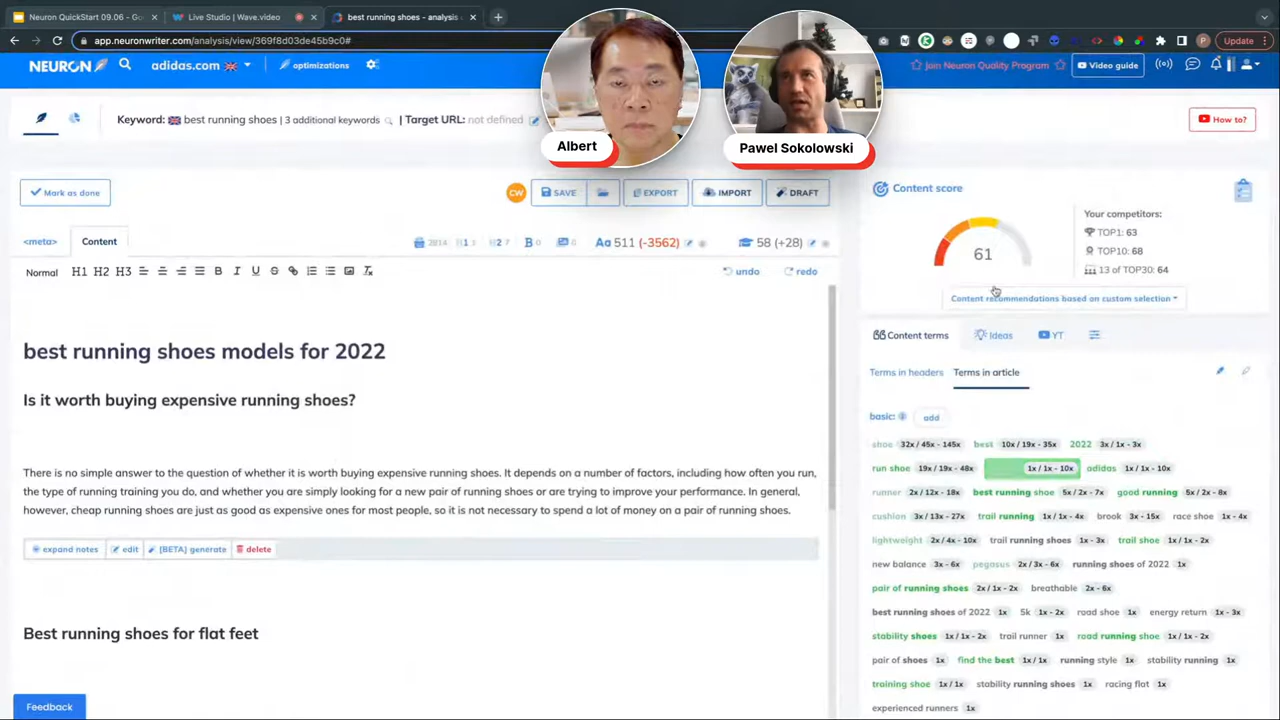 Neuron QuickStart 09.06 - Go
Live Studio | Wave.video
best running shoes - analysis
app.neuronwriter.com/analysis/view/369f8d03de45b9c0#
Update
NEURON
adidas.com
optimizations
Join Neuron Quality Program
Video guide
Albert
Pawel Sokolowski
Keyword: best running shoes | 3 additional keywords | Target URL: not defined
How to?
Mark as done
CW
SAVE
EXPORT
IMPORT
DRAFT
<meta>
Content
2814 H1 3 H2 7 B 0 0 Aa 511 (-3562) 58 (+28)
Normal H1 H2 H3 B I U S
undo redo
best running shoes models for 2022
Is it worth buying expensive running shoes?
There is no simple answer to the question of whether it is worth buying expensive running shoes. It depends on a number of factors, including how often you run,
the type of running training you do, and whether you are simply looking for a new pair of running shoes or are trying to improve your performance. In general,
however, cheap running shoes are just as good as expensive ones for most people, so it is not necessary to spend a lot of money on a pair of running shoes.
expand notes edit [BETA] generate delete
Best running shoes for flat feet
Feedback
Content score
61
Your competitors:
TOP1: 63
TOP10: 68
13 of TOP30: 64
Content recommendations based on custom selection
Content terms Ideas YT
Terms in headers Terms in article
basic: add
shoe 32x / 45x - 145x best 10x / 19x - 35x 2022 3x / 1x - 3x
run shoe 19x / 19x - 48x 1x / 1x - 10x adidas 1x / 1x - 10x
runner 2x / 12x - 18x best running shoe 5x / 2x - 7x good running 5x / 2x - 8x
cushion 3x / 13x - 27x trail running 1x / 1x - 4x brook 3x - 15x race shoe 1x - 4x
lightweight 2x / 4x - 10x trail running shoes 1x - 3x trail shoe 1x / 1x - 2x
new balance 3x - 6x pegasus 2x / 3x - 6x running shoes of 2022 1x
pair of running shoes 2x / 1x - 2x breathable 2x - 6x
best running shoes of 2022 1x 5k 1x - 2x road shoe 1x energy return 1x - 3x
stability shoes 1x / 1x - 2x trail runner 1x road running shoe 1x / 1x - 2x
pair of shoes 1x find the best 1x / 1x running style 1x stability running 1x
training shoe 1x / 1x stability running shoes 1x racing flat 1x
experienced runners 1x